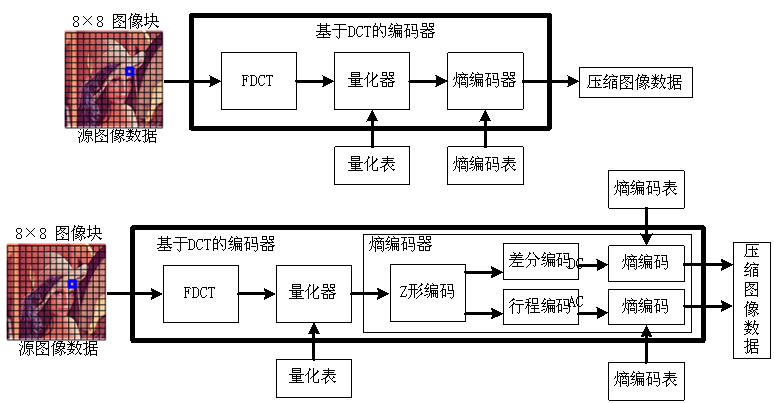 8×8 图像块
源图像数据
基于DCT的编码器
FDCT
量化器
熵编码器
压缩图像数据
量化表
熵编码表
熵编码表
8×8 图像块
源图像数据
基于DCT的编码器
FDCT
量化器
熵编码器
Z形编码
差分编码
DC
熵编码
行程编码
AC
熵编码
压缩图像数据
量化表
熵编码表